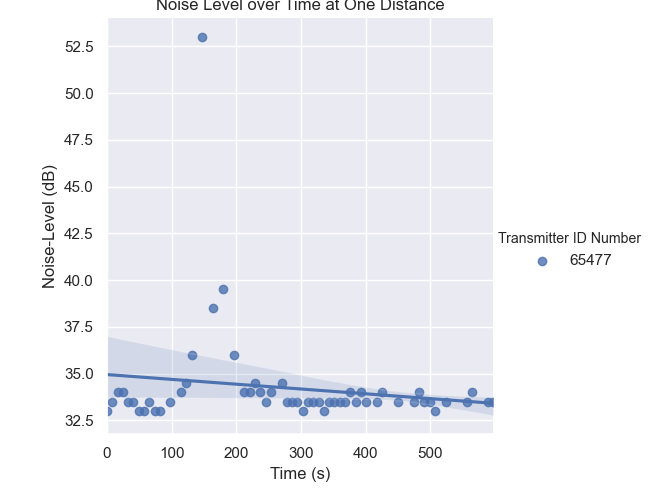 Noise Level over Time at One Distance
52.5
50.0
47.5
45.0
42.5
40.0
37.5
35.0
32.5
Noise-Level (dB)
0 100 200 300 400 500
Time (s)
Transmitter ID Number
65477